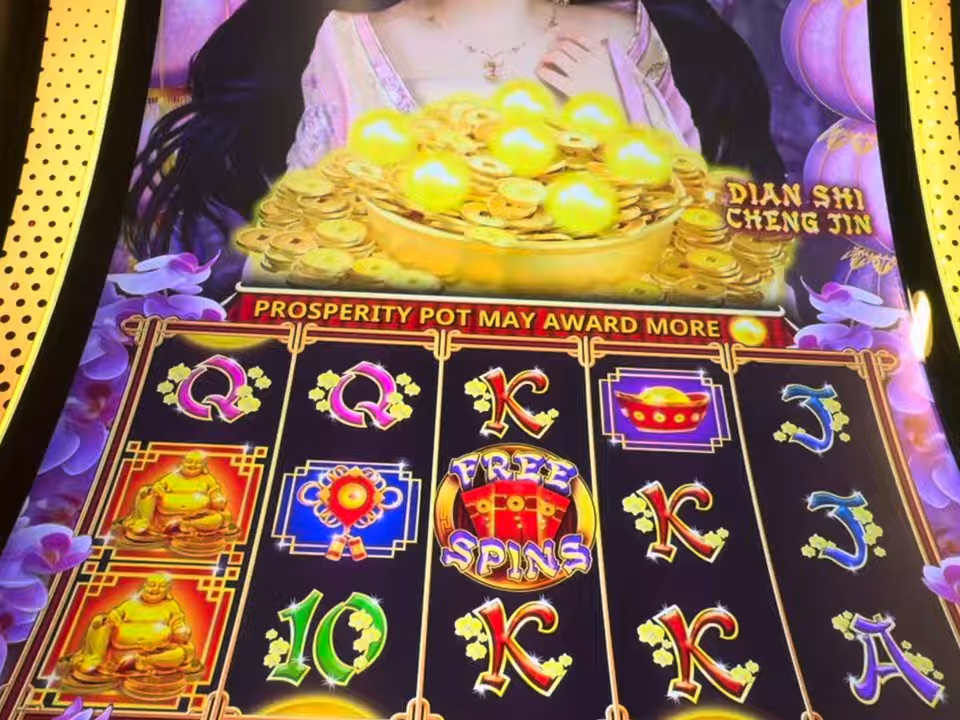 DIAN SHI
CHENG JIN
PROSPERITY POT MAY AWARD MORE
Q Q K J
FREE
SPINS
K J
10 K K A